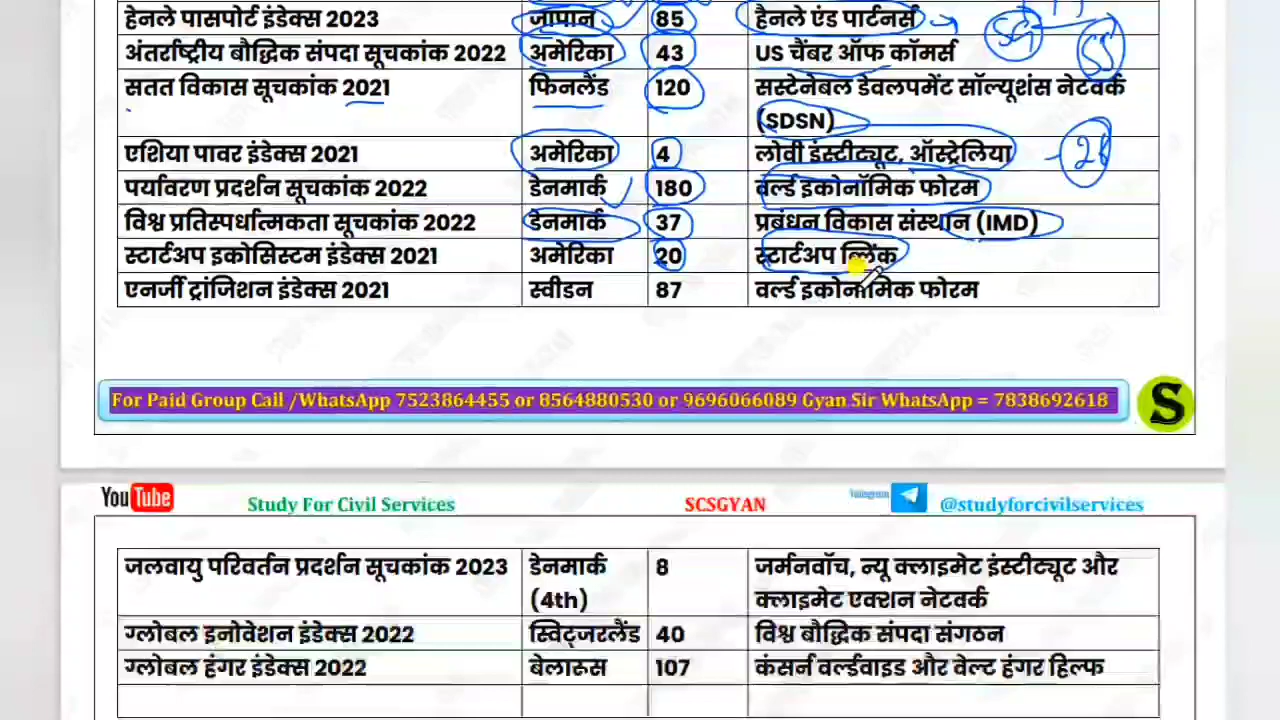 हेनले पासपोर्ट इंडेक्स 2023 जापान 85 हैनले एंड पार्टनर्स
अंतर्राष्ट्रीय बौद्धिक संपदा सूचकांक 2022 अमेरिका 43 US चैंबर ऑफ कॉमर्स
सतत विकास सूचकांक 2021 फिनलैंड 120 सस्टेनेबल डेवलपमेंट सॉल्यूशंस नेटवर्क
(SDSN)
एशिया पावर इंडेक्स 2021 अमेरिका 4 लोवी इंस्टीट्यूट, ऑस्ट्रेलिया
पर्यावरण प्रदर्शन सूचकांक 2022 डेनमार्क 180 वर्ल्ड इकोनॉमिक फोरम
विश्व प्रतिस्पर्धात्मकता सूचकांक 2022 डेनमार्क 37 प्रबंधन विकास संस्थान (IMD)
स्टार्टअप इकोसिस्टम इंडेक्स 2021 अमेरिका 20 स्टार्टअप ब्लिंक
एनर्जी ट्रांजिशन इंडेक्स 2021 स्वीडन 87 वर्ल्ड इकोनॉमिक फोरम
For Paid Group Call /WhatsApp 7523864455 or 8564880530 or 9696066089 Gyan Sir WhatsApp = 7838692618
S
YouTube Study For Civil Services SCSGYAN Telegram @studyforcivilservices
जलवायु परिवर्तन प्रदर्शन सूचकांक 2023 डेनमार्क 8 जर्मनवॉच, न्यू क्लाइमेट इंस्टीट्यूट और
(4th) क्लाइमेट एक्शन नेटवर्क
ग्लोबल इनोवेशन इंडेक्स 2022 स्विट्जरलैंड 40 विश्व बौद्धिक संपदा संगठन
ग्लोबल हंगर इंडेक्स 2022 बेलारूस 107 कंसर्न वर्ल्डवाइड और वेल्ट हंगर हिल्फ